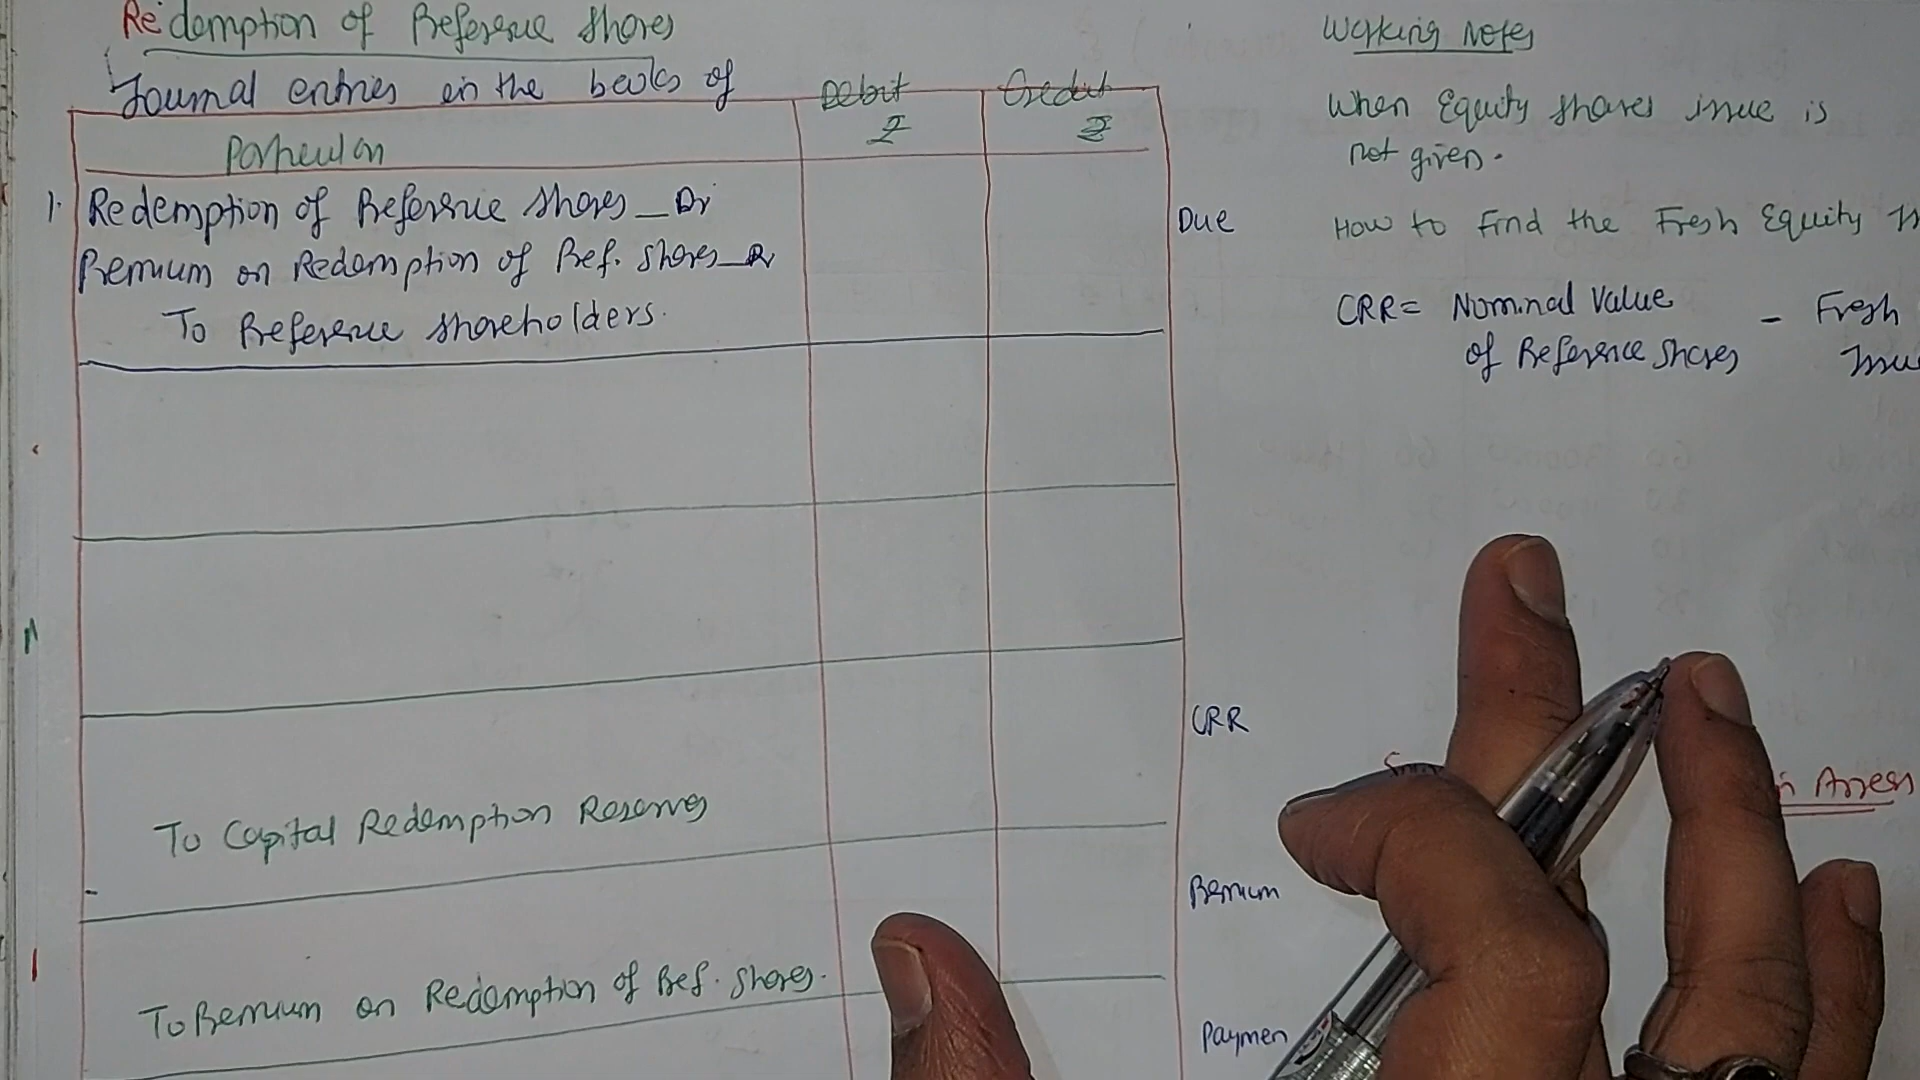 Redemption of Preference Shares
Journal entries in the books of
Debit
₹
Credit
₹
Particulars
1. Redemption of Preference Shares _ Dr
Premium on Redemption of Pref. Shares _ Dr
To Preference shareholders.
Due
To Capital Redemption Reserves
CRR
To Premium on Redemption of Pref. Shares.
Premium
Paymen
Working Notes
When Equity shares issue is
not given.
How to Find the Fresh Equity
CRR = Nominal Value
of Preference Shares
- Fresh